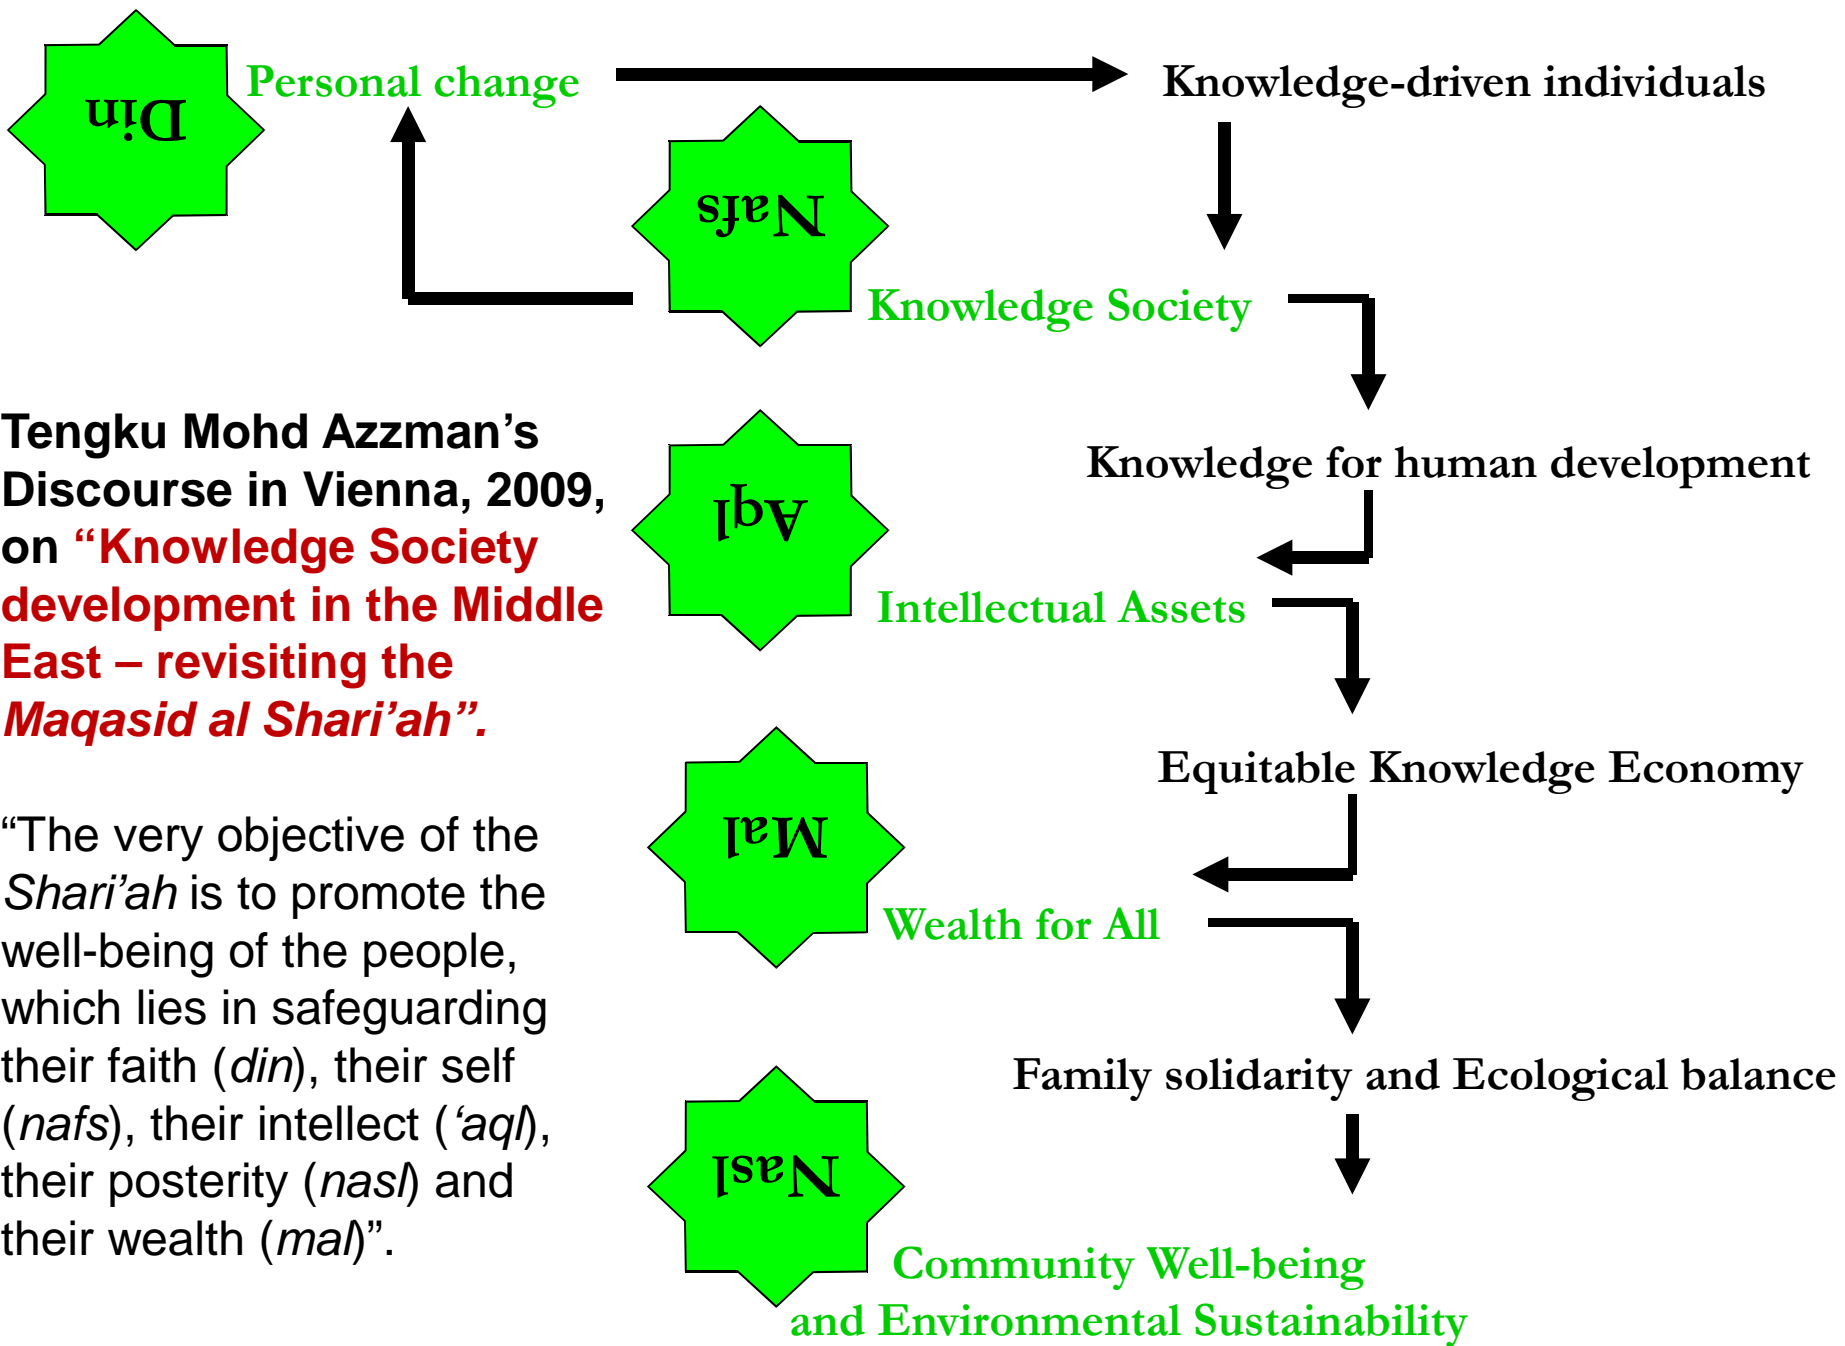 Din
Personal change
Knowledge-driven individuals
Nafs
Knowledge Society
Tengku Mohd Azzman’s
Discourse in Vienna, 2009,
on “Knowledge Society
development in the Middle
East – revisiting the
Maqasid al Shari’ah”.
“The very objective of the
Shari’ah is to promote the
well-being of the people,
which lies in safeguarding
their faith (din), their self
(nafs), their intellect (‘aql),
their posterity (nasl) and
their wealth (mal)”.
Knowledge for human development
Aql
Intellectual Assets
Equitable Knowledge Economy
Mal
Wealth for All
Family solidarity and Ecological balance
Nasl
Community Well-being
and Environmental Sustainability